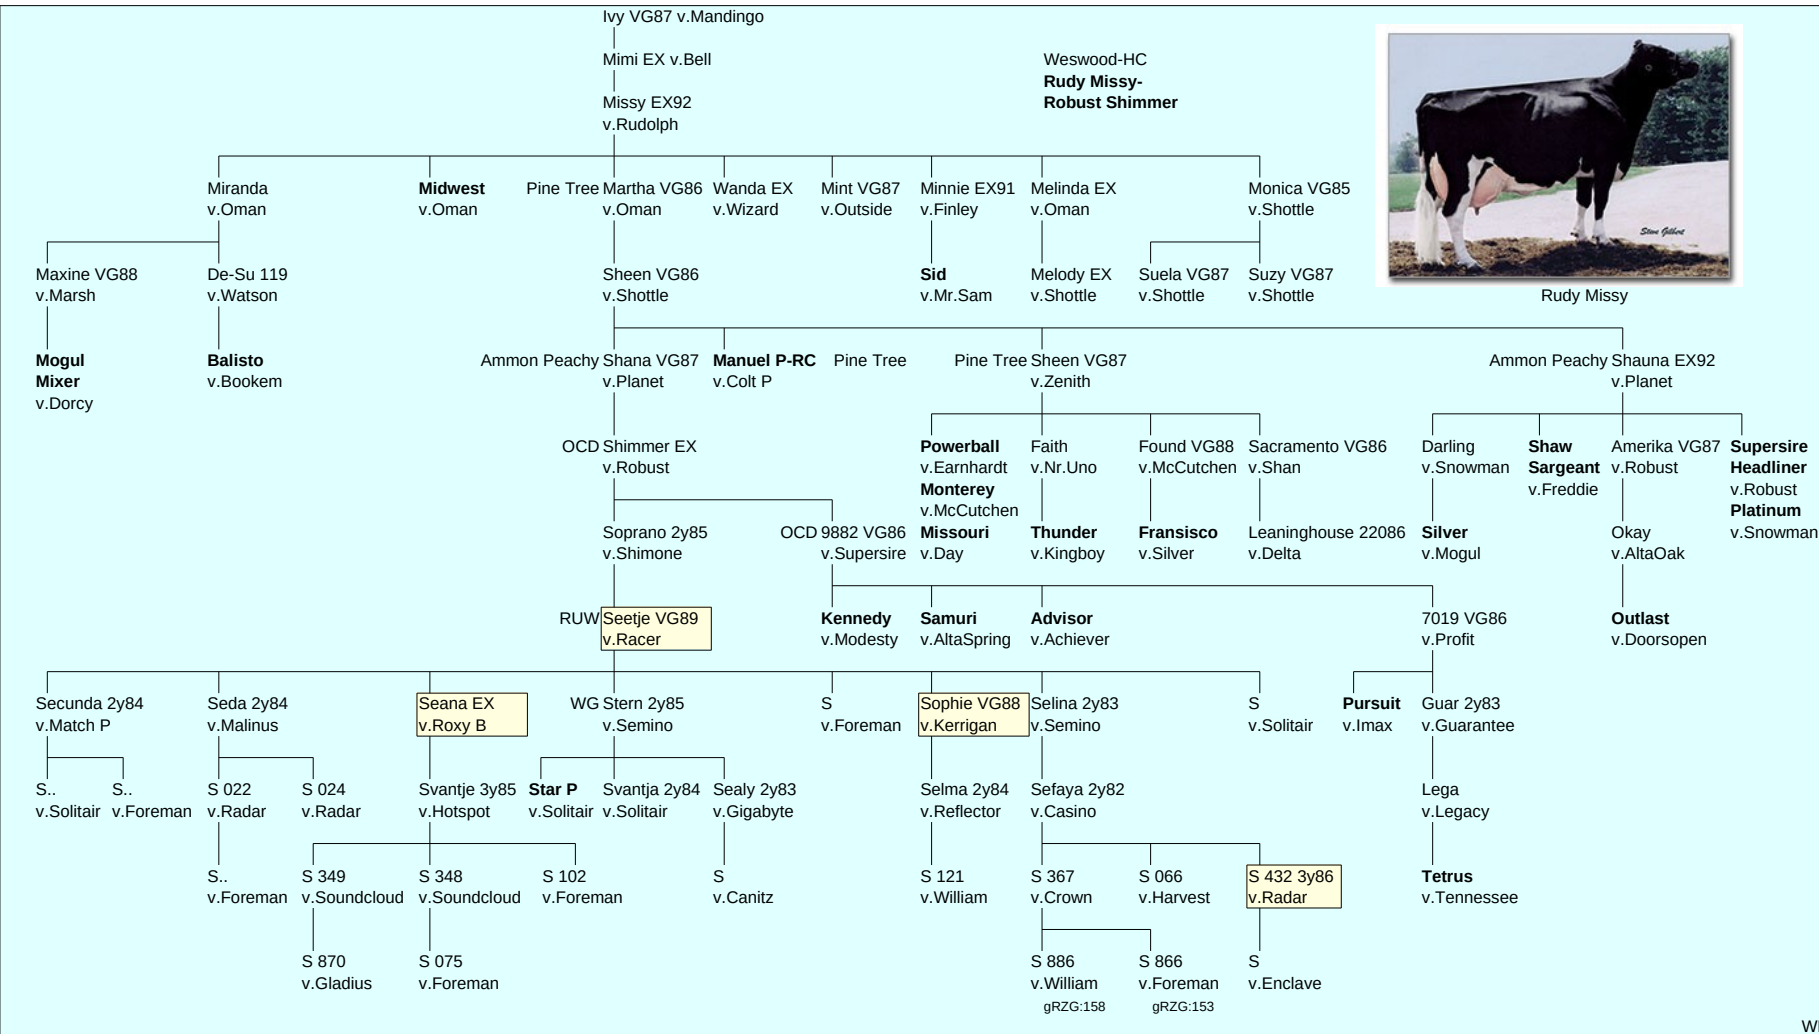 Ivy VG87 v.Mandingo
Mimi EX v.Bell
Weswood-HC
Rudy Missy-
Robust Shimmer
Missy EX92
v.Rudolph
Miranda
v.Oman
Midwest
v.Oman
Pine Tree Martha VG86
v.Oman
Wanda EX
v.Wizard
Mint VG87
v.Outside
Minnie EX91
v.Finley
Melinda EX
v.Oman
Monica VG85
v.Shottle
Steve Gilbert
Rudy Missy
Maxine VG88
v.Marsh
De-Su 119
v.Watson
Sheen VG86
v.Shottle
Sid
v.Mr.Sam
Melody EX
v.Shottle
Suela VG87
v.Shottle
Suzy VG87
v.Shottle
Mogul
Mixer
v.Dorcy
Balisto
v.Bookem
Ammon Peachy Shana VG87
v.Planet
Manuel P-RC
v.Colt P
Pine Tree
Pine Tree Sheen VG87
v.Zenith
Ammon Peachy Shauna EX92
v.Planet
OCD Shimmer EX
v.Robust
Powerball
v.Earnhardt
Monterey
v.McCutchen
Missouri
v.Day
Faith
v.Nr.Uno
Found VG88
v.McCutchen
Sacramento VG86
v.Shan
Darling
v.Snowman
Shaw
Sargeant
v.Freddie
Amerika VG87
v.Robust
Supersire
Headliner
v.Robust
Platinum
v.Snowman
Soprano 2y85
v.Shimone
OCD 9882 VG86
v.Supersire
Thunder
v.Kingboy
Fransisco
v.Silver
Leaninghouse 22086
v.Delta
Silver
v.Mogul
Okay
v.AltaOak
RUW Seetje VG89
v.Racer
Kennedy
v.Modesty
Samuri
v.AltaSpring
Advisor
v.Achiever
7019 VG86
v.Profit
Outlast
v.Doorsopen
Secunda 2y84
v.Match P
Seda 2y84
v.Malinus
Seana EX
v.Roxy B
WG Stern 2y85
v.Semino
S
v.Foreman
Sophie VG88
v.Kerrigan
Selina 2y83
v.Semino
S
v.Solitair
Pursuit
v.Imax
Guar 2y83
v.Guarantee
S..
v.Solitair
S..
v.Foreman
S 022
v.Radar
S 024
v.Radar
Svantje 3y85
v.Hotspot
Star P
v.Solitair
Svantja 2y84
v.Solitair
Sealy 2y83
v.Gigabyte
Selma 2y84
v.Reflector
Sefaya 2y82
v.Casino
Lega
v.Legacy
S..
v.Foreman
S 349
v.Soundcloud
S 348
v.Soundcloud
S 102
v.Foreman
S
v.Canitz
S 121
v.William
S 367
v.Crown
S 066
v.Harvest
S 432 3y86
v.Radar
Tetrus
v.Tennessee
S 870
v.Gladius
S 075
v.Foreman
S 886
v.William
gRZG:158
S 866
v.Foreman
gRZG:153
S
v.Enclave